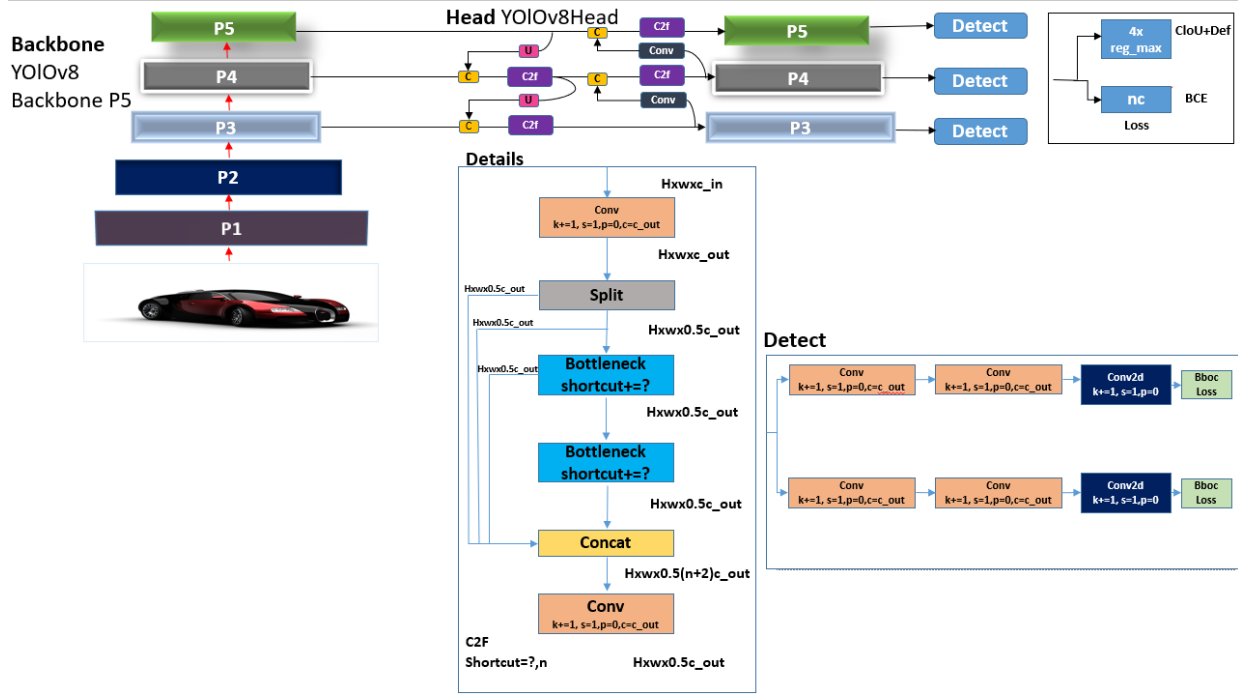 Backbone
YOlOv8
Backbone P5
P5
P4
P3
P2
P1
Head YOlOv8Head
C
C2f
U
Conv
C
C2f
C
C2f
U
Conv
C
C2f
P5
P4
P3
Detect
Detect
Detect
4x
reg_max
CloU+Def
nc
BCE
Loss
Details
Hxwxc_in
Conv
k+=1, s=1,p=0,c=c_out
Hxwxc_out
Hxwx0.5c_out
Split
Hxwx0.5c_out
Hxwx0.5c_out
Hxwx0.5c_out
Bottleneck
shortcut+=?
Hxwx0.5c_out
Bottleneck
shortcut+=?
Hxwx0.5c_out
Concat
Hxwx0.5(n+2)c_out
Conv
k+=1, s=1,p=0,c=c_out
C2F
Shortcut=?,n
Hxwx0.5c_out
Detect
Conv
k+=1, s=1,p=0,c=c_out
Conv
k+=1, s=1,p=0,c=c_out
Conv2d
k+=1, s=1,p=0
Bboc
Loss
Conv
k+=1, s=1,p=0,c=c_out
Conv
k+=1, s=1,p=0,c=c_out
Conv2d
k+=1, s=1,p=0
Bboc
Loss